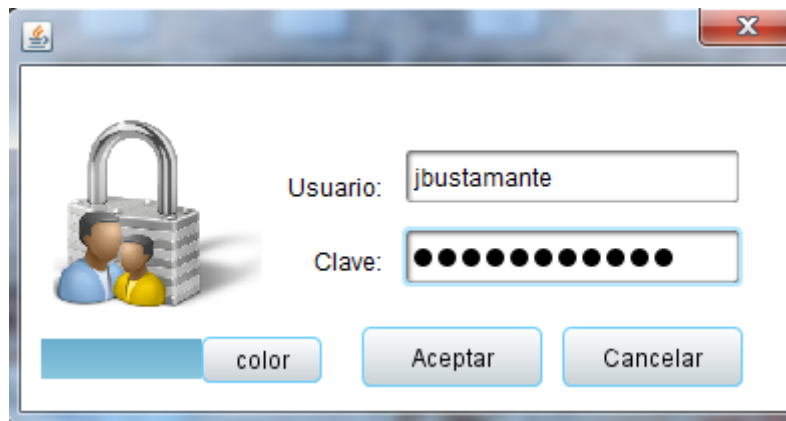 Usuario: jbustamante
Clave: ●●●●●●●●●●●
color Aceptar Cancelar